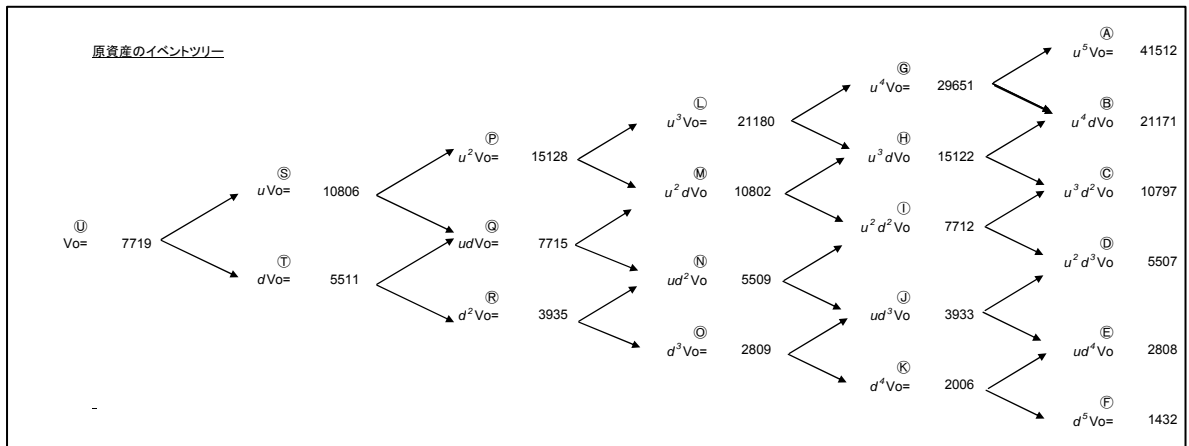 原資産のイベントツリー
Ⓐ
u⁵Vo= 41512
Ⓖ
u⁴Vo= 29651
Ⓑ
u⁴dVo 21171
Ⓛ
u³Vo= 21180
Ⓗ
u³dVo 15122
Ⓟ
u²Vo= 15128
Ⓒ
u³d²Vo 10797
Ⓜ
u²dVo 10802
Ⓢ
uVo= 10806
Ⓘ
u²d²Vo 7712
Ⓤ
Vo= 7719
Ⓠ
udVo= 7715
Ⓓ
u²d³Vo 5507
Ⓣ
dVo= 5511
Ⓝ
ud²Vo 5509
Ⓙ
ud³Vo 3933
Ⓡ
d²Vo= 3935
Ⓔ
ud⁴Vo 2808
Ⓞ
d³Vo= 2809
Ⓚ
d⁴Vo= 2006
Ⓕ
d⁵Vo= 1432
-